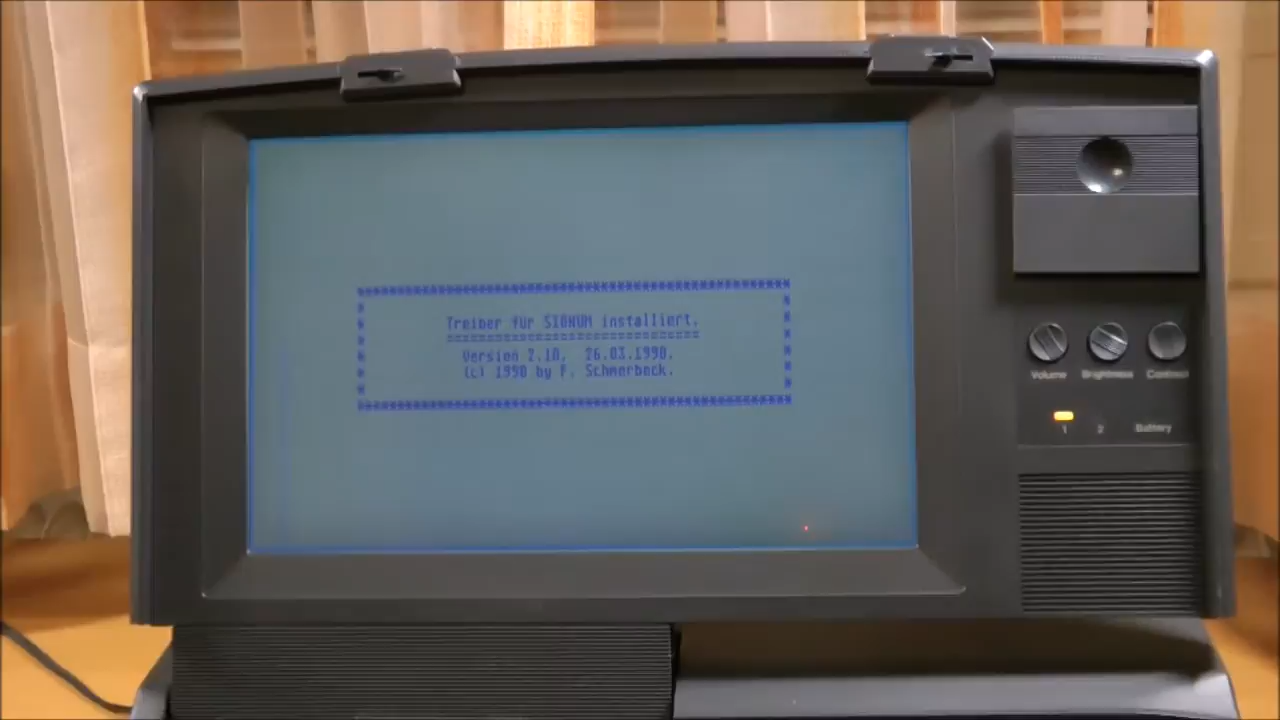 Treiber für SIGNUM installiert.
Version 2.10, 26.03.1990.
(c) 1990 by F. Schmerbeck.
Volume Brightness Contrast
1 2 Battery